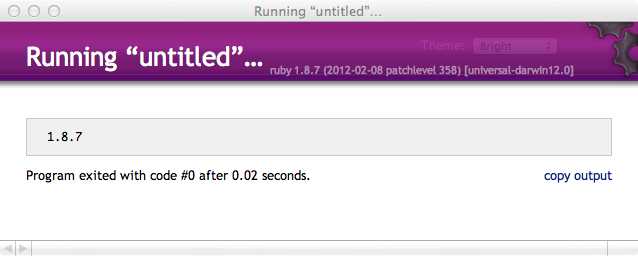 Running “untitled”…
Theme: Bright
Running “untitled”…
ruby 1.8.7 (2012-02-08 patchlevel 358) [universal-darwin12.0]
1.8.7
Program exited with code #0 after 0.02 seconds. copy output